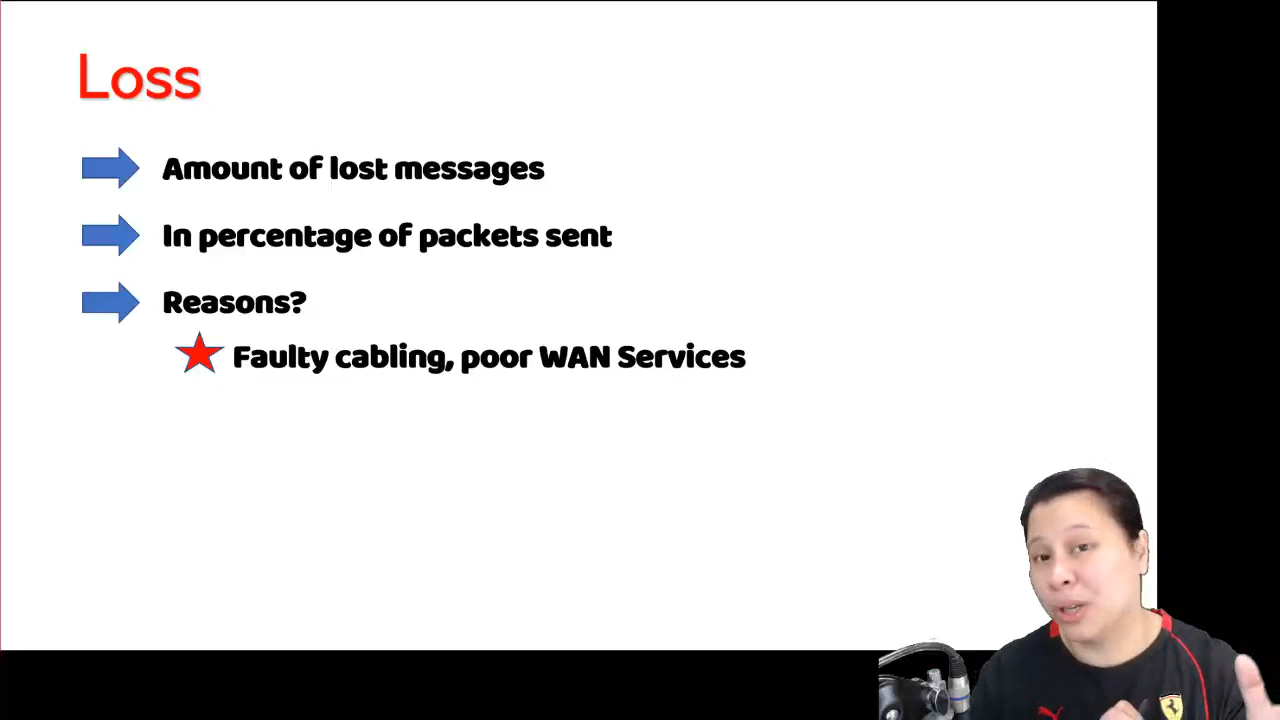 Loss
Amount of lost messages
In percentage of packets sent
Reasons?
Faulty cabling, poor WAN Services